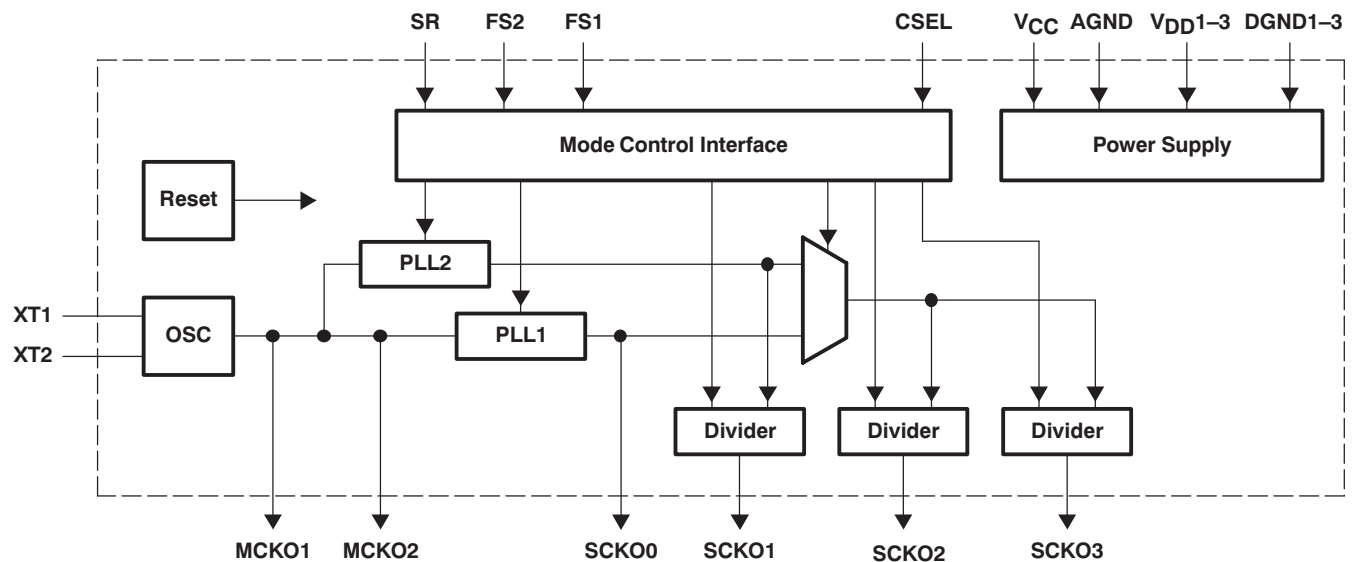 SR FS2 FS1 CSEL VCC AGND VDD1–3 DGND1–3
Mode Control Interface
Power Supply
Reset
PLL2
XT1
OSC
PLL1
XT2
Divider
Divider
Divider
MCKO1 MCKO2 SCKO0 SCKO1 SCKO2 SCKO3